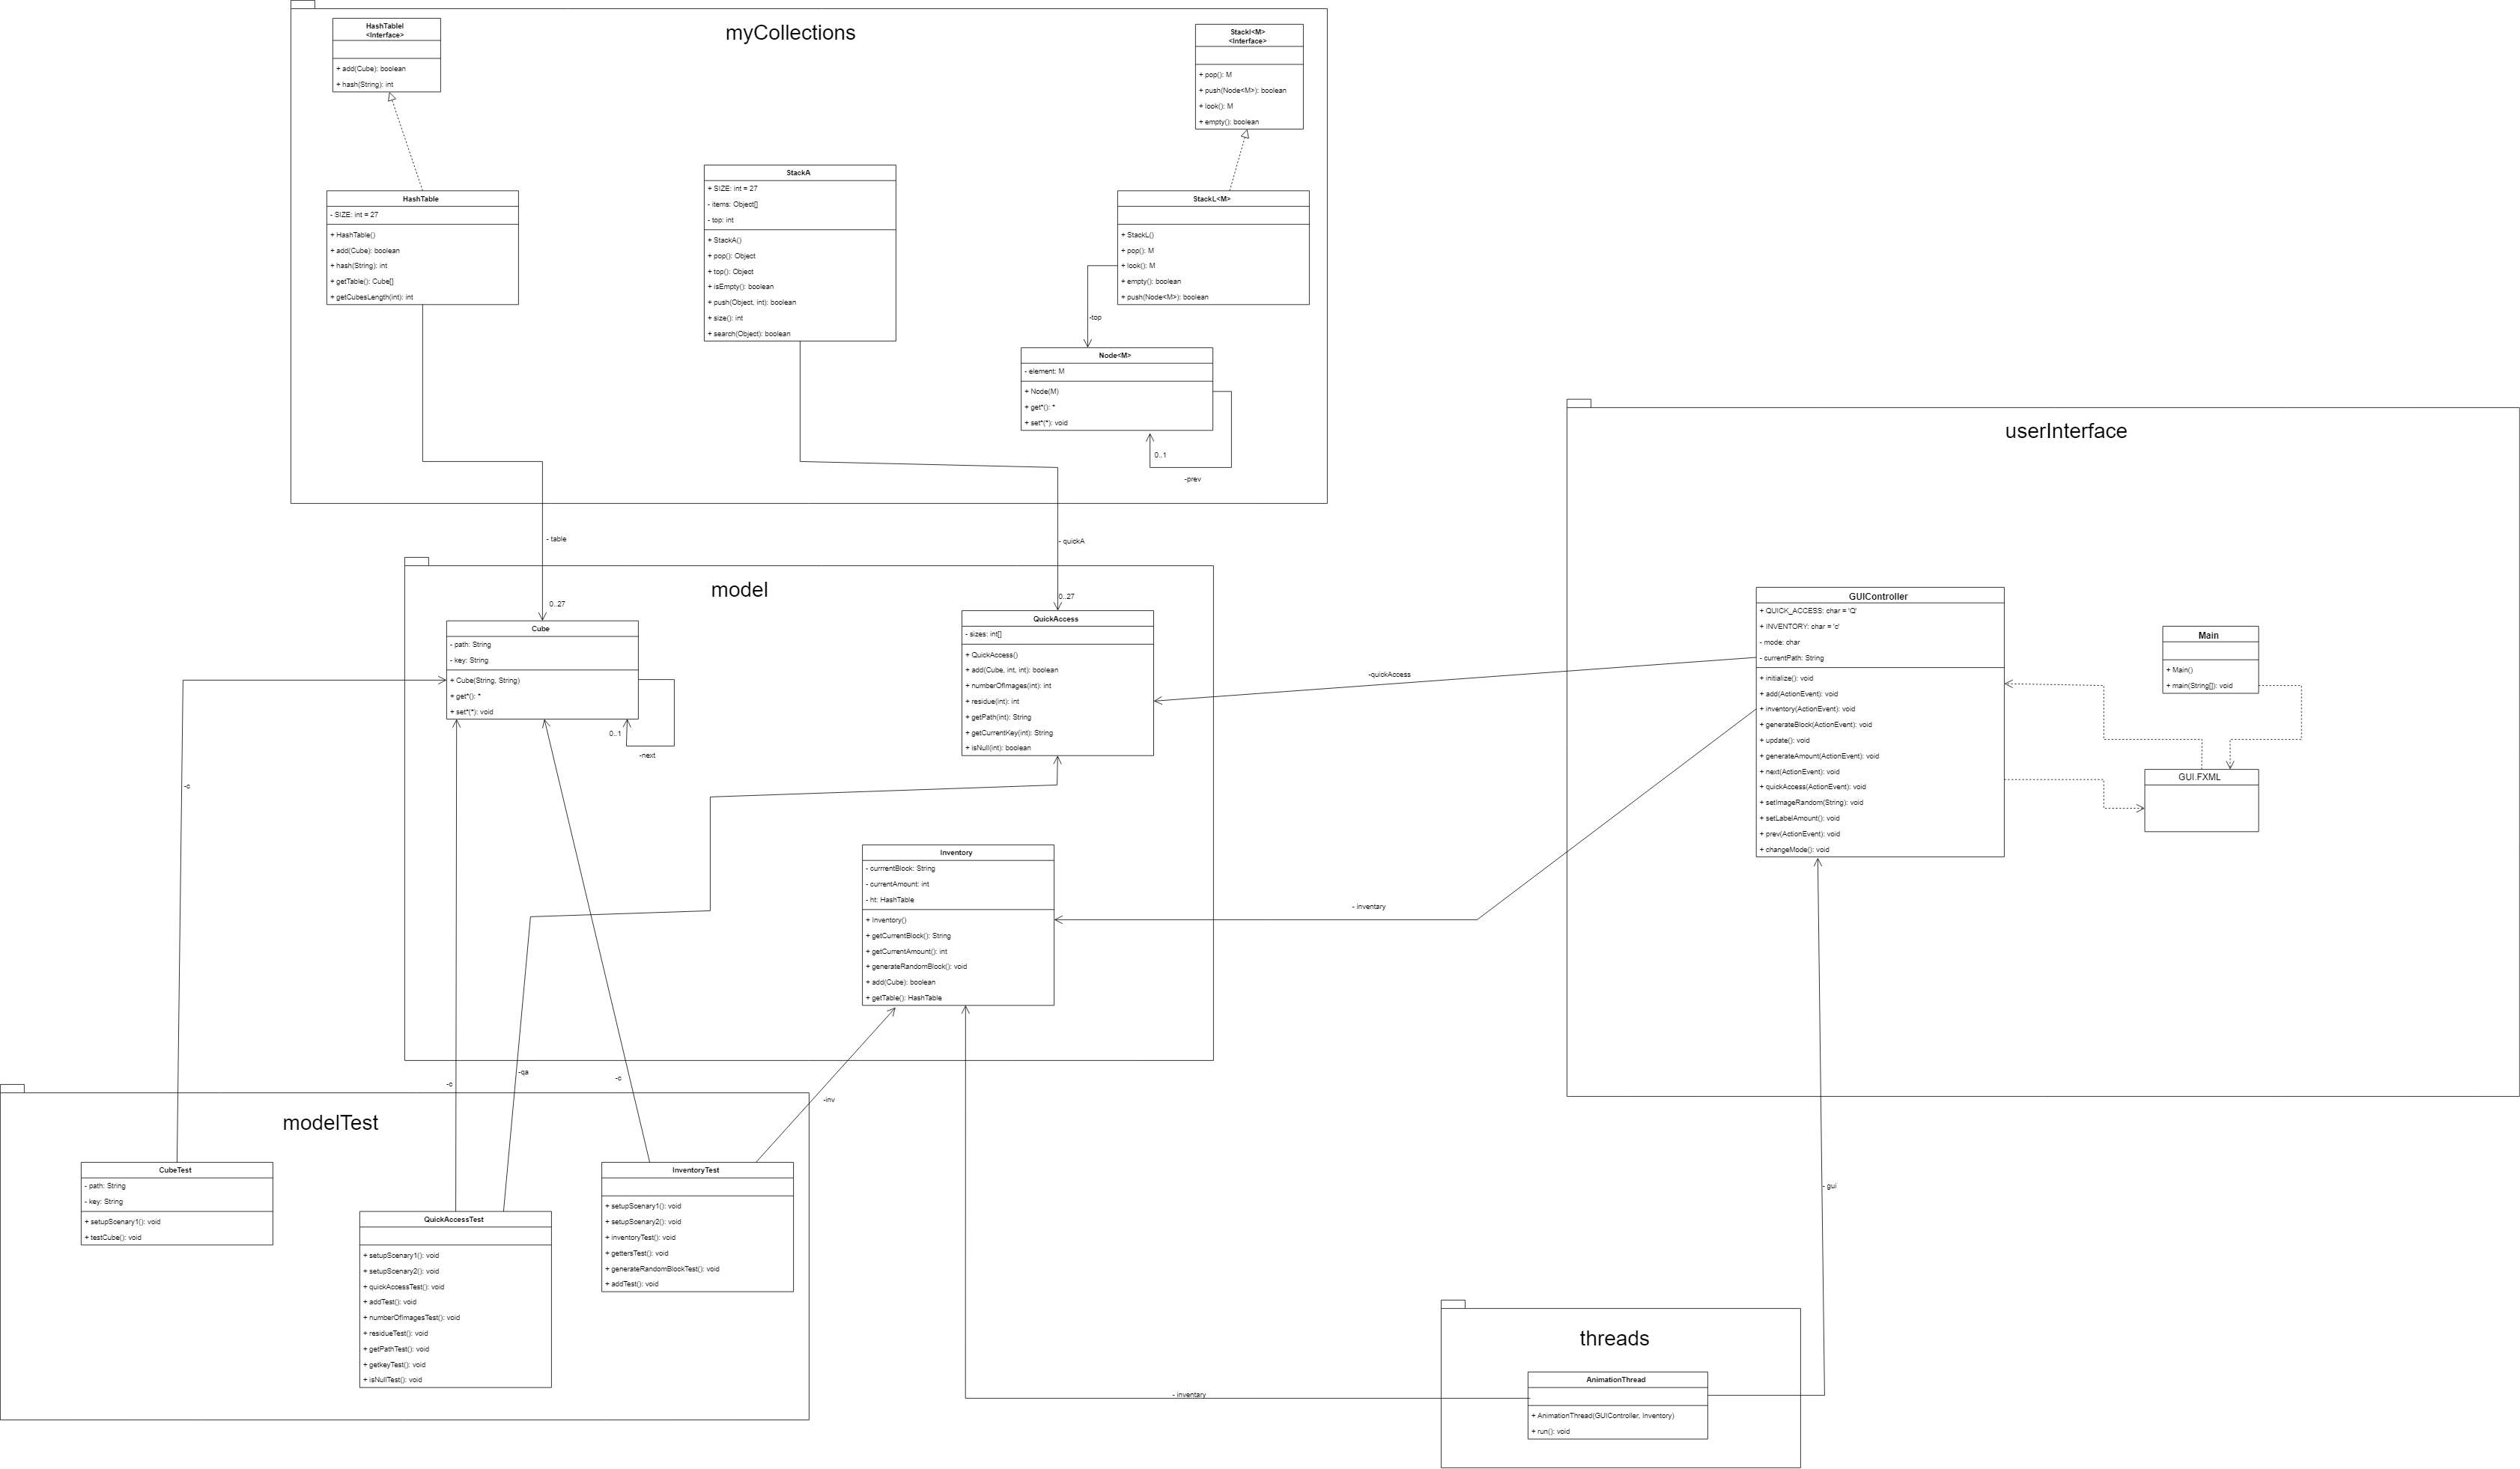 myCollections
HashTableI
<Interface>
+ add(Cube): boolean
+ hash(String): int
StackI<M>
<Interface>
+ pop(): M
+ push(Node<M>): boolean
+ look(): M
+ empty(): boolean
HashTable
- SIZE: int = 27
+ HashTable()
+ add(Cube): boolean
+ hash(String): int
+ getTable(): Cube[]
+ getCubesLength(int): int
StackA
+ SIZE: int = 27
- items: Object[]
- top: int
+ StackA()
+ pop(): Object
+ top(): Object
+ isEmpty(): boolean
+ push(Object, int): boolean
+ size(): int
+ search(Object): boolean
StackL<M>
+ StackL()
+ pop(): M
+ look(): M
+ empty(): boolean
+ push(Node<M>): boolean
-top
Node<M>
- element: M
+ Node(M)
+ get*(): *
+ set*(*): void
0..1
-prev
- table
- quickA
model
0..27
0..27
Cube
- path: String
- key: String
+ Cube(String, String)
+ get*(): *
+ set*(*): void
0..1
-next
QuickAccess
- sizes: int[]
+ QuickAccess()
+ add(Cube, int, int): boolean
+ numberOfImages(int): int
+ residue(int): int
+ getPath(int): String
+ getCurrentKey(int): String
+ isNull(int): boolean
Inventory
- currrentBlock: String
- currentAmount: int
- ht: HashTable
+ Inventory()
+ getCurrentBlock(): String
+ getCurrentAmount(): int
+ generateRandomBlock(): void
+ add(Cube): boolean
+ getTable(): HashTable
userInterface
GUIController
+ QUICK_ACCESS: char = 'Q'
+ INVENTORY: char = 'c'
- mode: char
- currentPath: String
+ initialize(): void
+ add(ActionEvent): void
+ inventory(ActionEvent): void
+ generateBlock(ActionEvent): void
+ update(): void
+ generateAmount(ActionEvent): void
+ next(ActionEvent): void
+ quickAccess(ActionEvent): void
+ setImageRandom(String): void
+ setLabelAmount(): void
+ prev(ActionEvent): void
+ changeMode(): void
Main
+ Main()
+ main(String[]): void
GUI.FXML
-quickAccess
- inventary
-c
-c
-qa
-c
-inv
modelTest
CubeTest
- path: String
- key: String
+ setupScenary1(): void
+ testCube(): void
QuickAccessTest
+ setupScenary1(): void
+ setupScenary2(): void
+ quickAccessTest(): void
+ addTest(): void
+ numberOfImagesTest(): void
+ residueTest(): void
+ getPathTest(): void
+ getkeyTest(): void
+ isNullTest(): void
InventoryTest
+ setupScenary1(): void
+ setupScenary2(): void
+ inventoryTest(): void
+ gettersTest(): void
+ generateRandomBlockTest(): void
+ addTest(): void
- gui
- inventary
threads
AnimationThread
+ AnimationThread(GUIController, Inventory)
+ run(): void